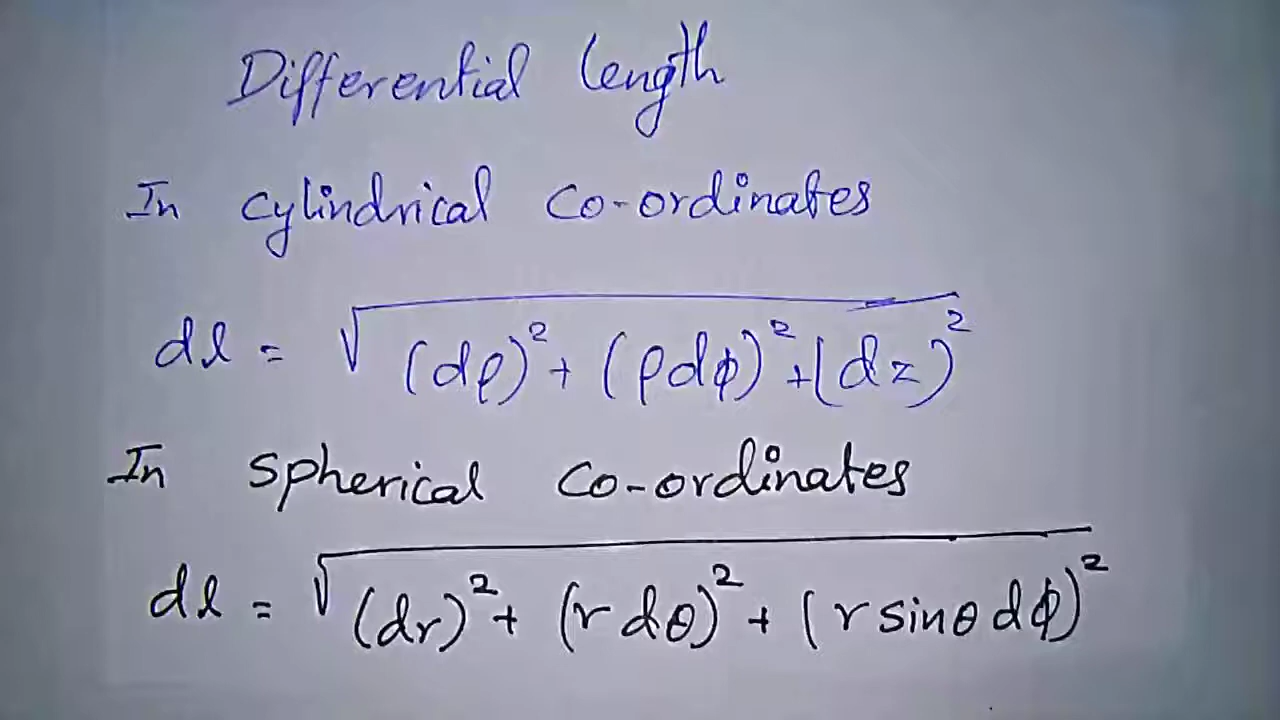 Differential length
In cylindrical co-ordinates
dl = √(dρ)² + (ρdφ)² + (dz)²
In spherical co-ordinates
dl = √(dr)² + (r dθ)² + (r sinθ dφ)²